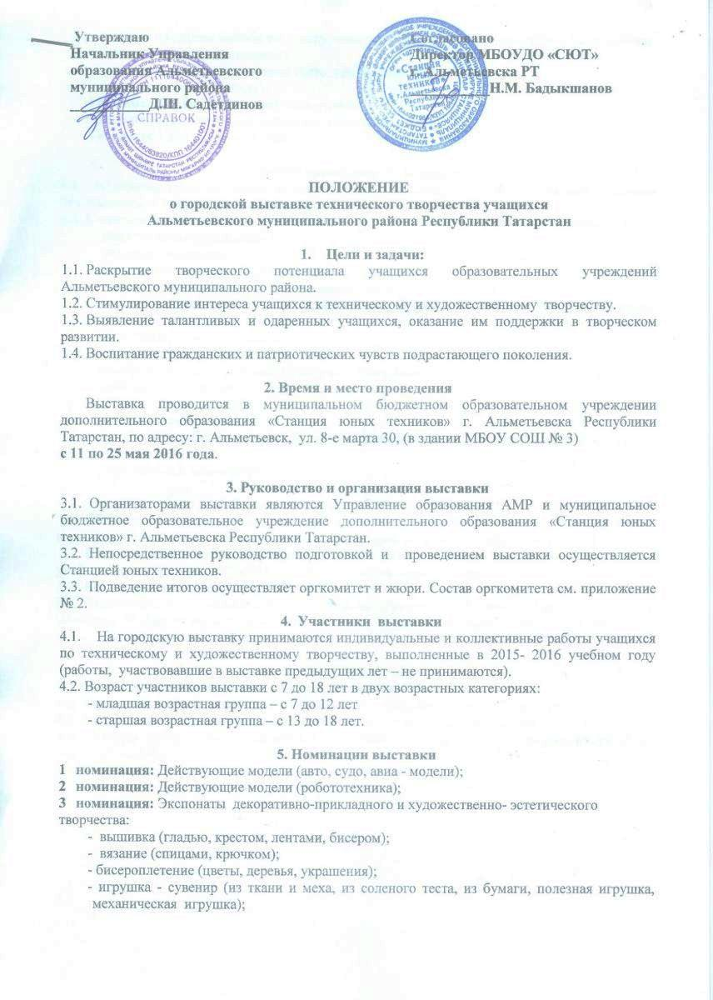 Утверждаю
Начальник Управления
образования Альметьевского
муниципального района
Д.Ш. Садетдинов
СПРАВОК
ИНН 1644063820/КПП 164401001
Согласовано
Директор МБОУДО «СЮТ»
г. Альметьевска РТ
Н.М. Бадыкшанов
«Станция
юных
техников»
г.Альметьевска
Республики
Татарстан
ПОЛОЖЕНИЕ
о городской выставке технического творчества учащихся
Альметьевского муниципального района Республики Татарстан
1. Цели и задачи:
1.1. Раскрытие творческого потенциала учащихся образовательных учреждений
Альметьевского муниципального района.
1.2. Стимулирование интереса учащихся к техническому и художественному творчеству.
1.3. Выявление талантливых и одаренных учащихся, оказание им поддержки в творческом
развитии.
1.4. Воспитание гражданских и патриотических чувств подрастающего поколения.
2. Время и место проведения
Выставка проводится в муниципальном бюджетном образовательном учреждении
дополнительного образования «Станция юных техников» г. Альметьевска Республики
Татарстан, по адресу: г. Альметьевск, ул. 8-е марта 30, (в здании МБОУ СОШ № 3)
с 11 по 25 мая 2016 года.
3. Руководство и организация выставки
3.1. Организаторами выставки являются Управление образования АМР и муниципальное
бюджетное образовательное учреждение дополнительного образования «Станция юных
техников» г. Альметьевска Республики Татарстан.
3.2. Непосредственное руководство подготовкой и проведением выставки осуществляется
Станцией юных техников.
3.3. Подведение итогов осуществляет оргкомитет и жюри. Состав оргкомитета см. приложение
№ 2.
4. Участники выставки
4.1. На городскую выставку принимаются индивидуальные и коллективные работы учащихся
по техническому и художественному творчеству, выполненные в 2015- 2016 учебном году
(работы, участвовавшие в выставке предыдущих лет – не принимаются).
4.2. Возраст участников выставки с 7 до 18 лет в двух возрастных категориях:
- младшая возрастная группа – с 7 до 12 лет
- старшая возрастная группа – с 13 до 18 лет.
5. Номинации выставки
1 номинация: Действующие модели (авто, судо, авиа - модели);
2 номинация: Действующие модели (робототехника);
3 номинация: Экспонаты декоративно-прикладного и художественно- эстетического
творчества:
- вышивка (гладью, крестом, лентами, бисером);
- вязание (спицами, крючком);
- бисероплетение (цветы, деревья, украшения);
- игрушка - сувенир (из ткани и меха, из соленого теста, из бумаги, полезная игрушка,
механическая игрушка);